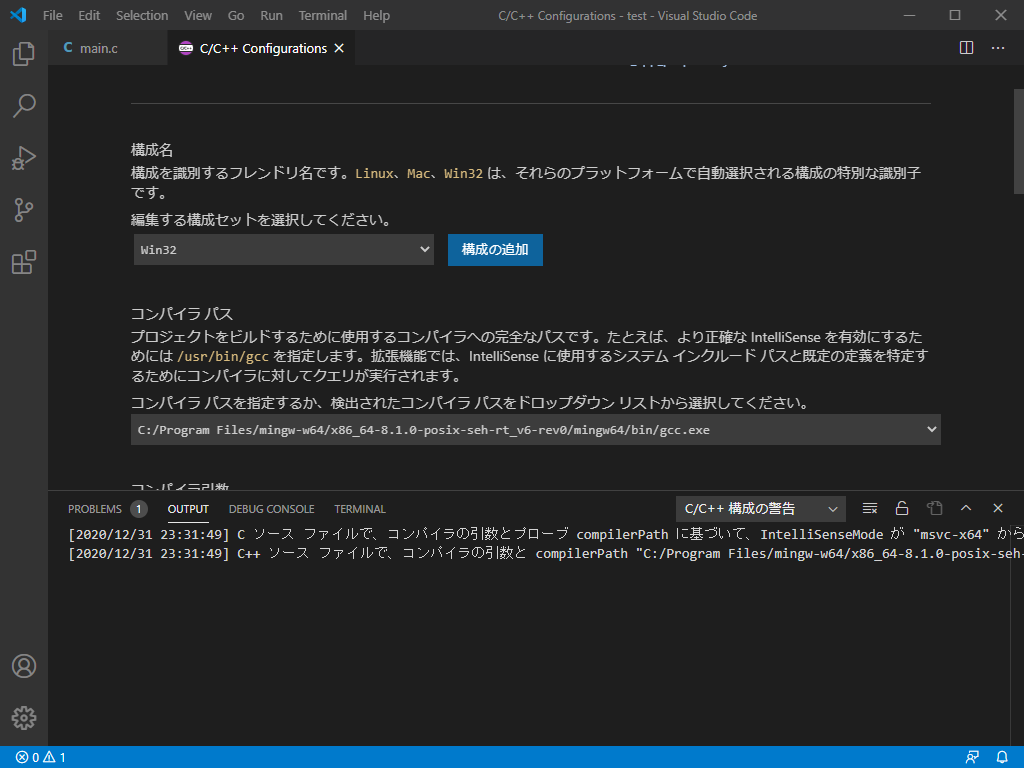 File Edit Selection View Go Run Terminal Help C/C++ Configurations - test - Visual Studio Code
C main.c C/C++ Configurations
構成名
構成を識別するフレンドリ名です。Linux、Mac、Win32 は、それらのプラットフォームで自動選択される構成の特別な識別子
です。
編集する構成セットを選択してください。
Win32 構成の追加
コンパイラ パス
プロジェクトをビルドするために使用するコンパイラへの完全なパスです。たとえば、より正確な IntelliSense を有効にするた
めには /usr/bin/gcc を指定します。拡張機能では、IntelliSense に使用するシステム インクルード パスと既定の定義を特定す
るためにコンパイラに対してクエリが実行されます。
コンパイラ パスを指定するか、検出されたコンパイラ パスをドロップダウン リストから選択してください。
C:/Program Files/mingw-w64/x86_64-8.1.0-posix-seh-rt_v6-rev0/mingw64/bin/gcc.exe
コンパイラ引数
PROBLEMS 1 OUTPUT DEBUG CONSOLE TERMINAL C/C++ 構成の警告
[2020/12/31 23:31:49] C ソース ファイルで、コンパイラの引数とプローブ compilerPath に基づいて、IntelliSenseMode が "msvc-x64" から
[2020/12/31 23:31:49] C++ ソース ファイルで、コンパイラの引数と compilerPath "C:/Program Files/mingw-w64/x86_64-8.1.0-posix-seh-
0 1